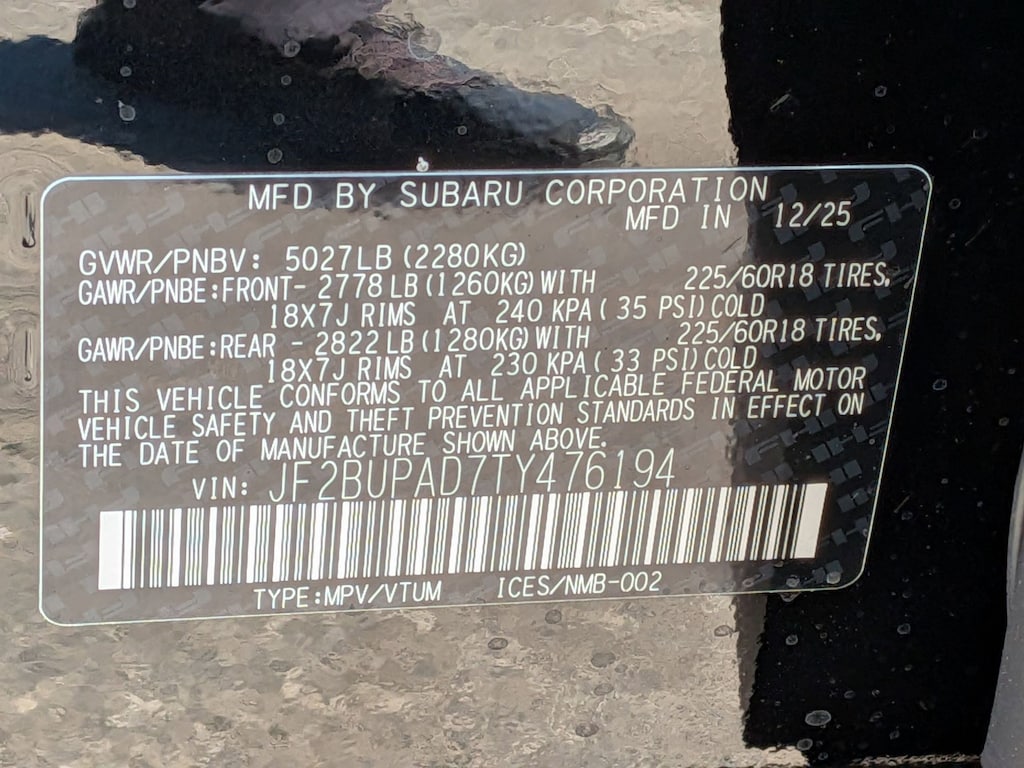 MFD BY SUBARU CORPORATION
MFD IN 12/25
GVWR/PNBV: 5027LB (2280KG)
GAWR/PNBE:FRONT- 2778 LB (1260KG) WITH 225/60R18 TIRES,
18X7J RIMS AT 240 KPA ( 35 PSI) COLD
GAWR/PNBE:REAR - 2822 LB (1280KG) WITH 225/60R18 TIRES,
18X7J RIMS AT 230 KPA ( 33 PSI) COLD
THIS VEHICLE CONFORMS TO ALL APPLICABLE FEDERAL MOTOR
VEHICLE SAFETY AND THEFT PREVENTION STANDARDS IN EFFECT ON
THE DATE OF MANUFACTURE SHOWN ABOVE.
VIN: JF2BUPAD7TY476194
TYPE:MPV/VTUM ICES/NMB-002